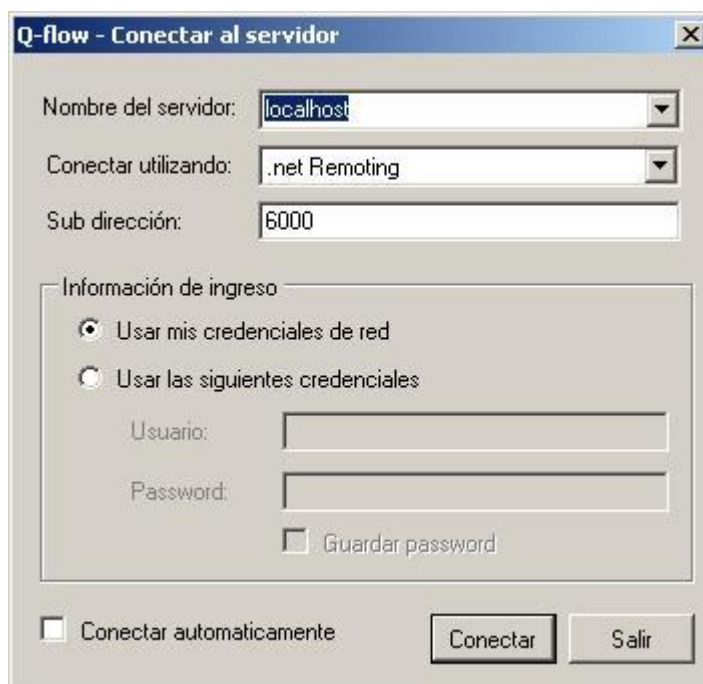 Q-flow - Conectar al servidor
Nombre del servidor: localhost
Conectar utilizando: .net Remoting
Sub dirección: 6000
Información de ingreso
Usar mis credenciales de red
Usar las siguientes credenciales
Usuario:
Password:
Guardar password
Conectar automaticamente Conectar Salir